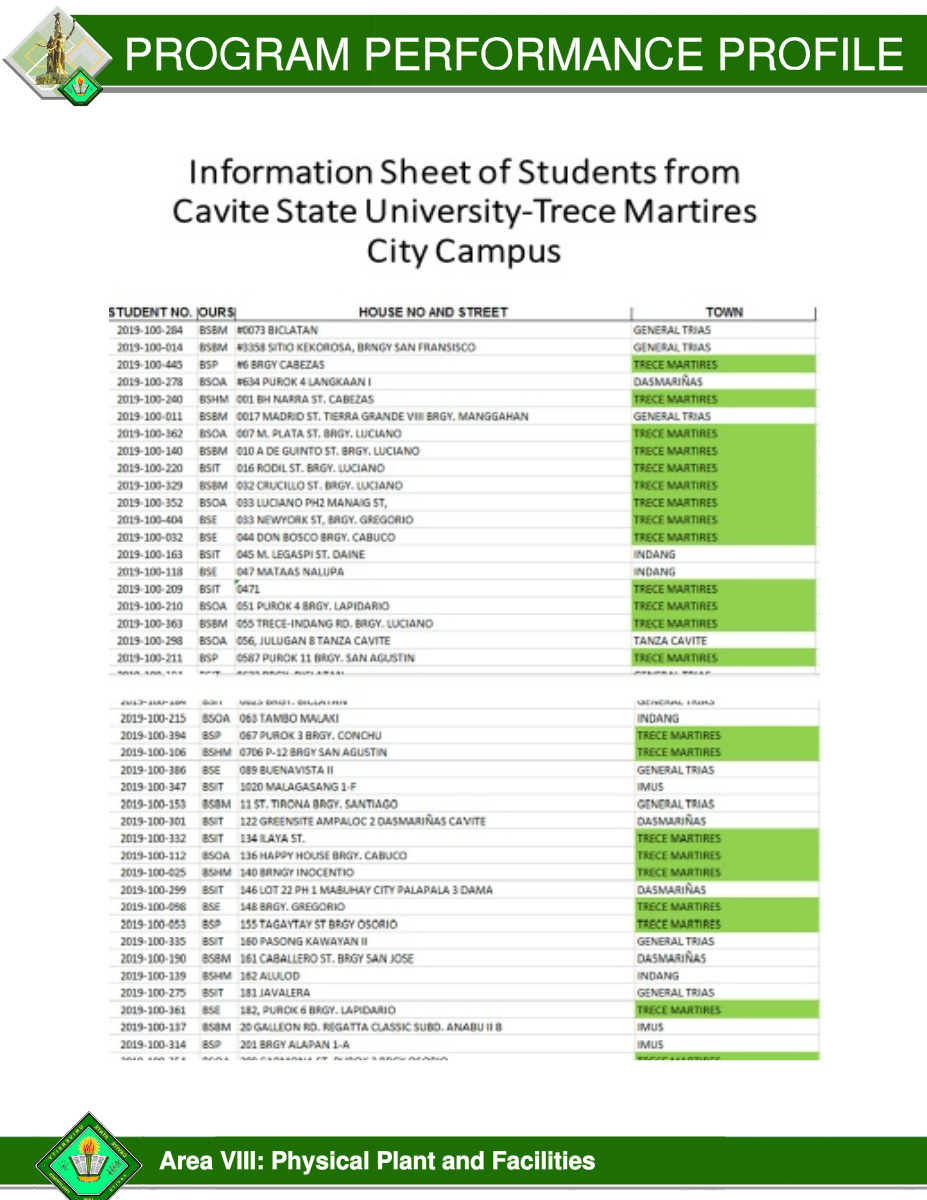 PROGRAM PERFORMANCE PROFILE
Information Sheet of Students from
Cavite State University-Trece Martires
City Campus
STUDENT NO. OURS HOUSE NO AND STREET TOWN
2019-100-284 BSBM #0073 BICLATAN GENERAL TRIAS
2019-100-014 BSBM #3358 SITIO KEKOROSA, BRNGY SAN FRANSISCO GENERAL TRIAS
2019-100-445 BSP #6 BRGY CABEZAS TRECE MARTIRES
2019-100-278 BSOA #634 PUROK 4 LANGKAAN I DASMARIÑAS
2019-100-240 BSHM 001 BH NARRA ST. CABEZAS TRECE MARTIRES
2019-100-011 BSBM 0017 MADRID ST. TIERRA GRANDE VIII BRGY. MANGGAHAN GENERAL TRIAS
2019-100-362 BSOA 007 M. PLATA ST. BRGY. LUCIANO TRECE MARTIRES
2019-100-140 BSBM 010 A DE GUINTO ST. BRGY. LUCIANO TRECE MARTIRES
2019-100-220 BSIT 016 RODIL ST. BRGY. LUCIANO TRECE MARTIRES
2019-100-329 BSBM 032 CRUCILLO ST. BRGY. LUCIANO TRECE MARTIRES
2019-100-352 BSOA 033 LUCIANO PH2 MANAIG ST, TRECE MARTIRES
2019-100-404 BSE 033 NEWYORK ST, BRGY. GREGORIO TRECE MARTIRES
2019-100-032 BSE 044 DON BOSCO BRGY. CABUCO TRECE MARTIRES
2019-100-163 BSIT 045 M. LEGASPI ST. DAINE INDANG
2019-100-118 BSE 047 MATAAS NALUPA INDANG
2019-100-209 BSIT 0471 TRECE MARTIRES
2019-100-210 BSOA 051 PUROK 4 BRGY. LAPIDARIO TRECE MARTIRES
2019-100-363 BSBM 055 TRECE-INDANG RD. BRGY. LUCIANO TRECE MARTIRES
2019-100-298 BSOA 056, JULUGAN 8 TANZA CAVITE TANZA CAVITE
2019-100-211 BSP 0587 PUROK 11 BRGY. SAN AGUSTIN TRECE MARTIRES
2019-100-215 BSOA 063 TAMBO MALAKI INDANG
2019-100-394 BSP 067 PUROK 3 BRGY. CONCHU TRECE MARTIRES
2019-100-106 BSHM 0706 P-12 BRGY SAN AGUSTIN TRECE MARTIRES
2019-100-386 BSE 089 BUENAVISTA II GENERAL TRIAS
2019-100-347 BSIT 1020 MALAGASANG 1-F IMUS
2019-100-153 BSBM 11 ST. TIRONA BRGY. SANTIAGO GENERAL TRIAS
2019-100-301 BSIT 122 GREENSITE AMPALOC 2 DASMARIÑAS CAVITE DASMARIÑAS
2019-100-332 BSIT 134 ILAYA ST. TRECE MARTIRES
2019-100-112 BSOA 136 HAPPY HOUSE BRGY. CABUCO TRECE MARTIRES
2019-100-025 BSHM 140 BRNGY INOCENTIO TRECE MARTIRES
2019-100-299 BSIT 146 LOT 22 PH 1 MABUHAY CITY PALAPALA 3 DAMA DASMARIÑAS
2019-100-098 BSE 148 BRGY. GREGORIO TRECE MARTIRES
2019-100-053 BSP 155 TAGAYTAY ST BRGY OSORIO TRECE MARTIRES
2019-100-335 BSIT 160 PASONG KAWAYAN II GENERAL TRIAS
2019-100-190 BSBM 161 CABALLERO ST. BRGY SAN JOSE DASMARIÑAS
2019-100-139 BSHM 162 ALULOD INDANG
2019-100-275 BSIT 181 JAVALERA GENERAL TRIAS
2019-100-361 BSE 182, PUROK 6 BRGY. LAPIDARIO TRECE MARTIRES
2019-100-137 BSBM 20 GALLEON RD. REGATTA CLASSIC SUBD. ANABU II B IMUS
2019-100-314 BSP 201 BRGY ALAPAN 1-A IMUS
Area VIII: Physical Plant and Facilities